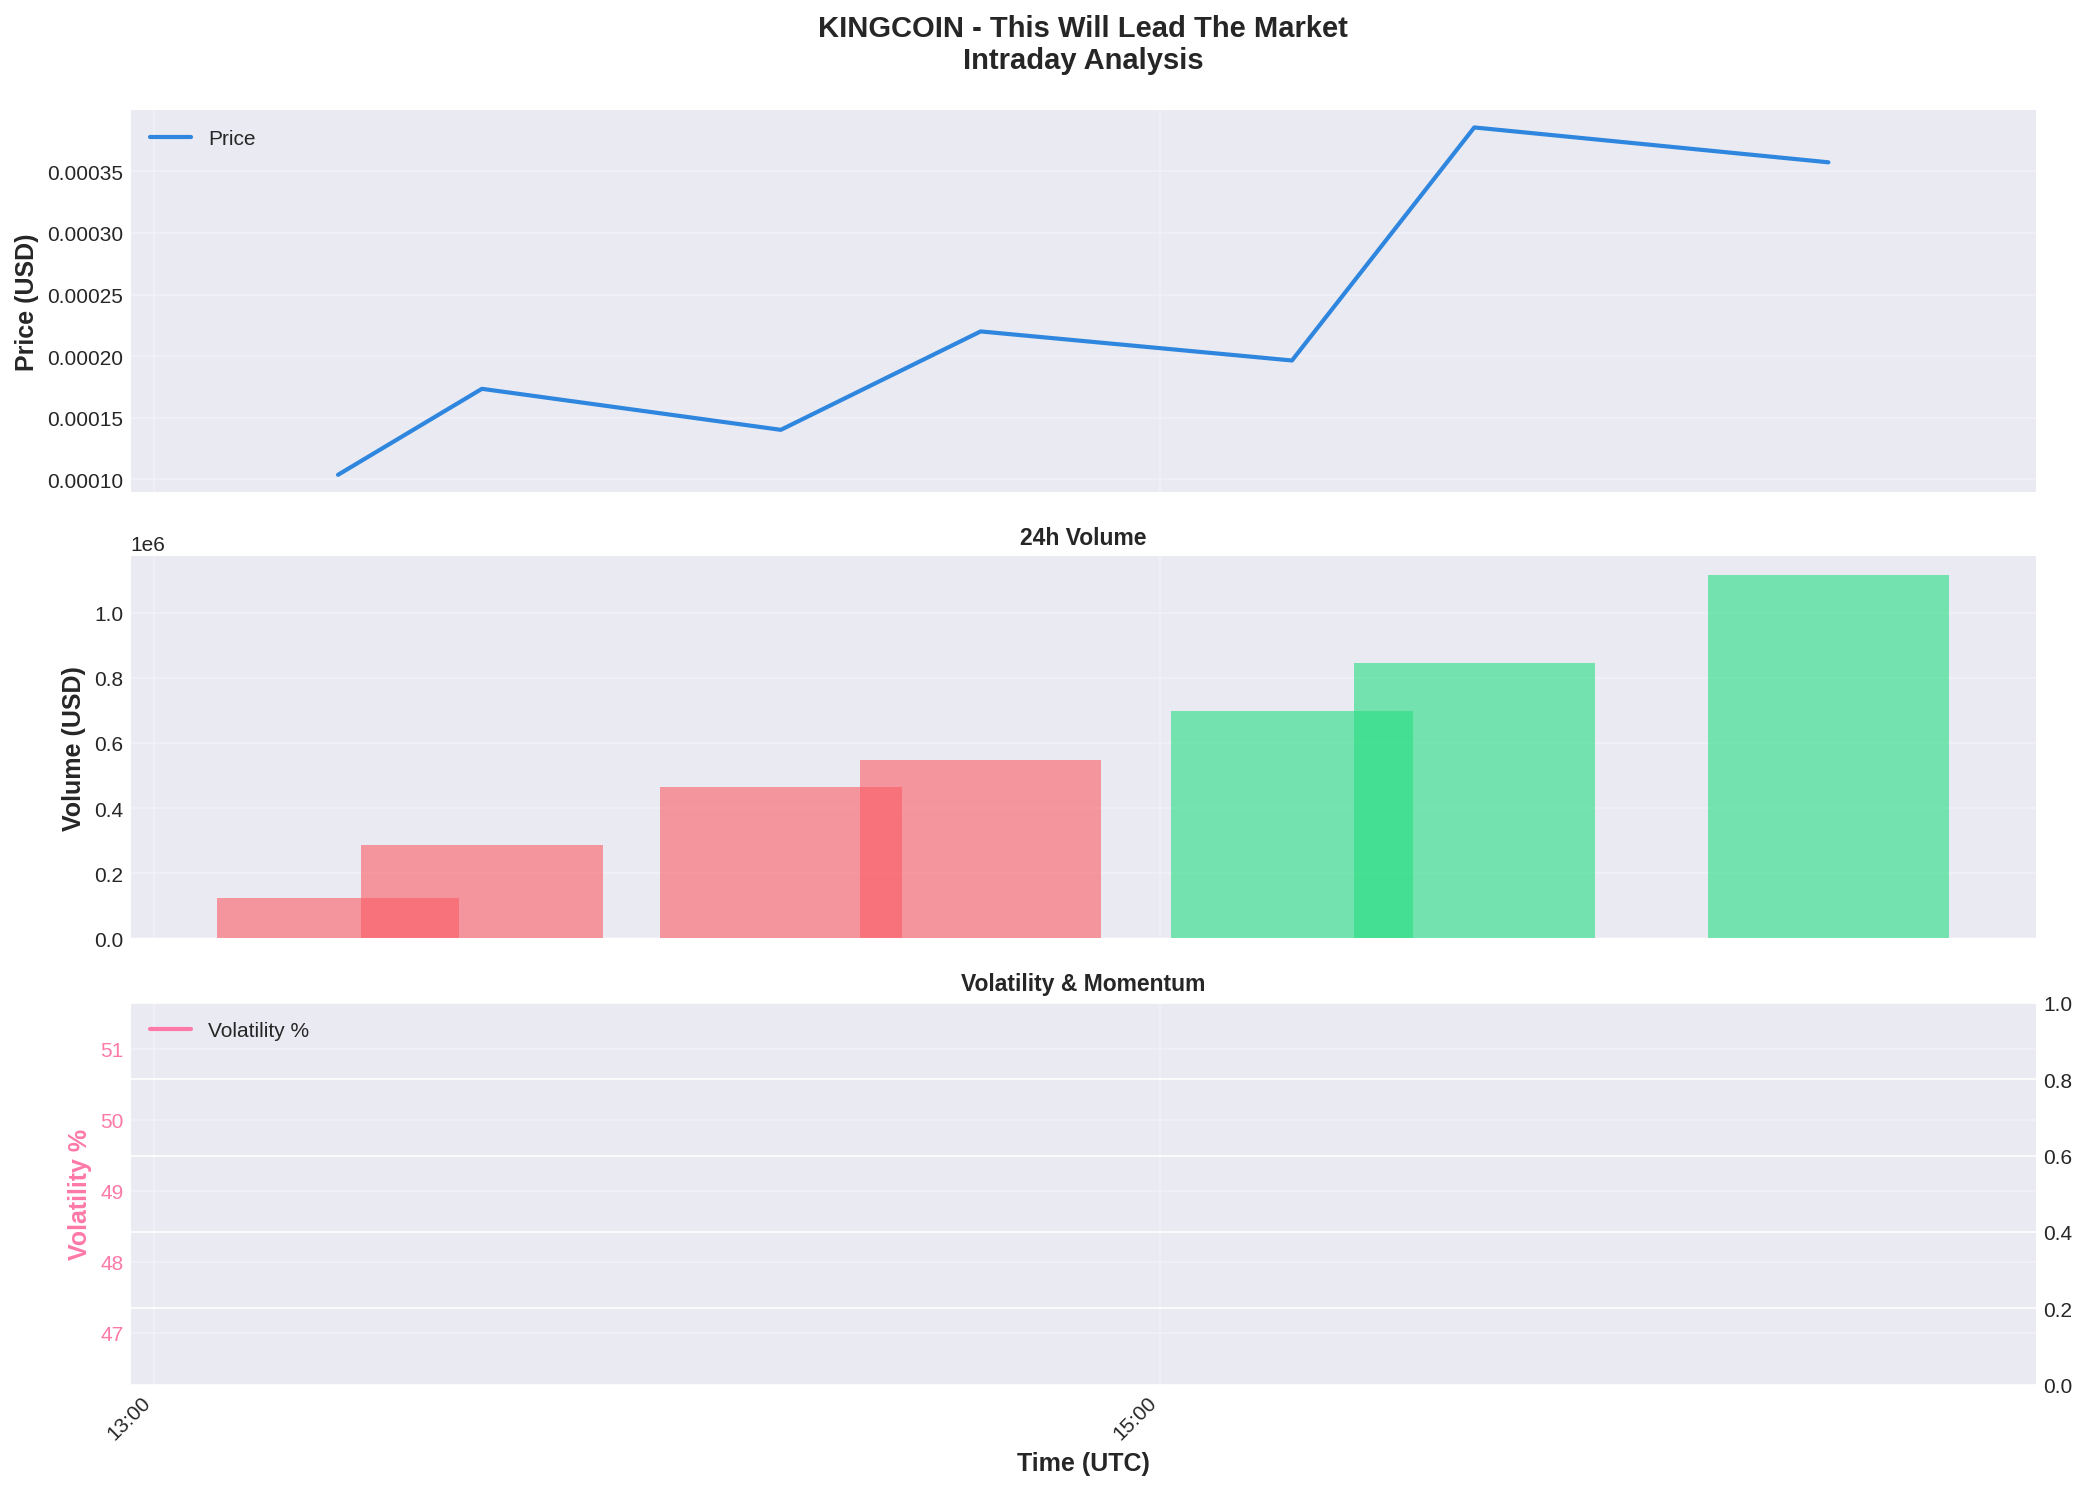 KINGCOIN - This Will Lead The Market
Intraday Analysis
Price
0.00035
0.00030
0.00025
0.00020
0.00015
0.00010
Price (USD)
24h Volume
1e6
1.0
0.8
0.6
0.4
0.2
0.0
Volume (USD)
Volatility & Momentum
Volatility %
51
50
49
48
47
Volatility %
1.0
0.8
0.6
0.4
0.2
0.0
13:00
15:00
Time (UTC)